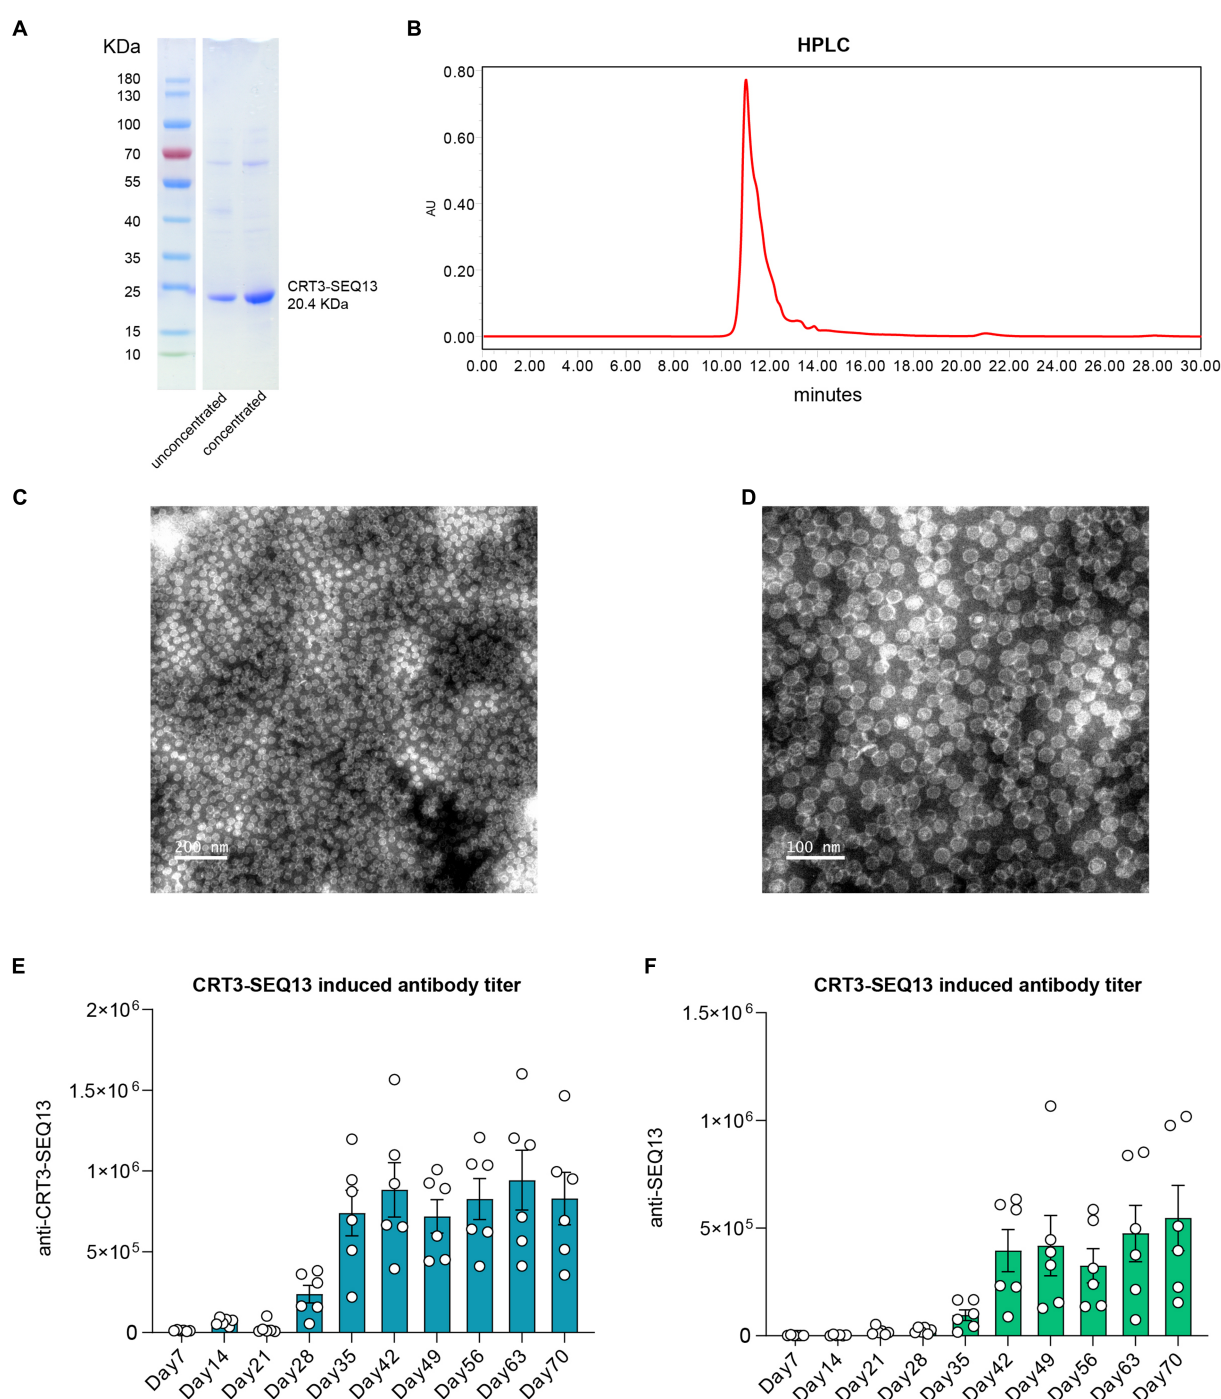 A
KDa
180
130
100
70
55
40
35
25
15
10
CRT3-SEQ13
20.4 KDa
unconcentrated
concentrated
B
HPLC
AU
0.80
0.60
0.40
0.20
0.00
0.00 2.00 4.00 6.00 8.00 10.00 12.00 14.00 16.00 18.00 20.00 22.00 24.00 26.00 28.00 30.00
minutes
C
200 nm
D
100 nm
E
CRT3-SEQ13 induced antibody titer
anti-CRT3-SEQ13
2×10⁶
1.5×10⁶
1×10⁶
5×10⁵
0
Day7 Day14 Day21 Day28 Day35 Day42 Day49 Day56 Day63 Day70
F
CRT3-SEQ13 induced antibody titer
anti-SEQ13
1.5×10⁶
1×10⁶
5×10⁵
0
Day7 Day14 Day21 Day28 Day35 Day42 Day49 Day56 Day63 Day70